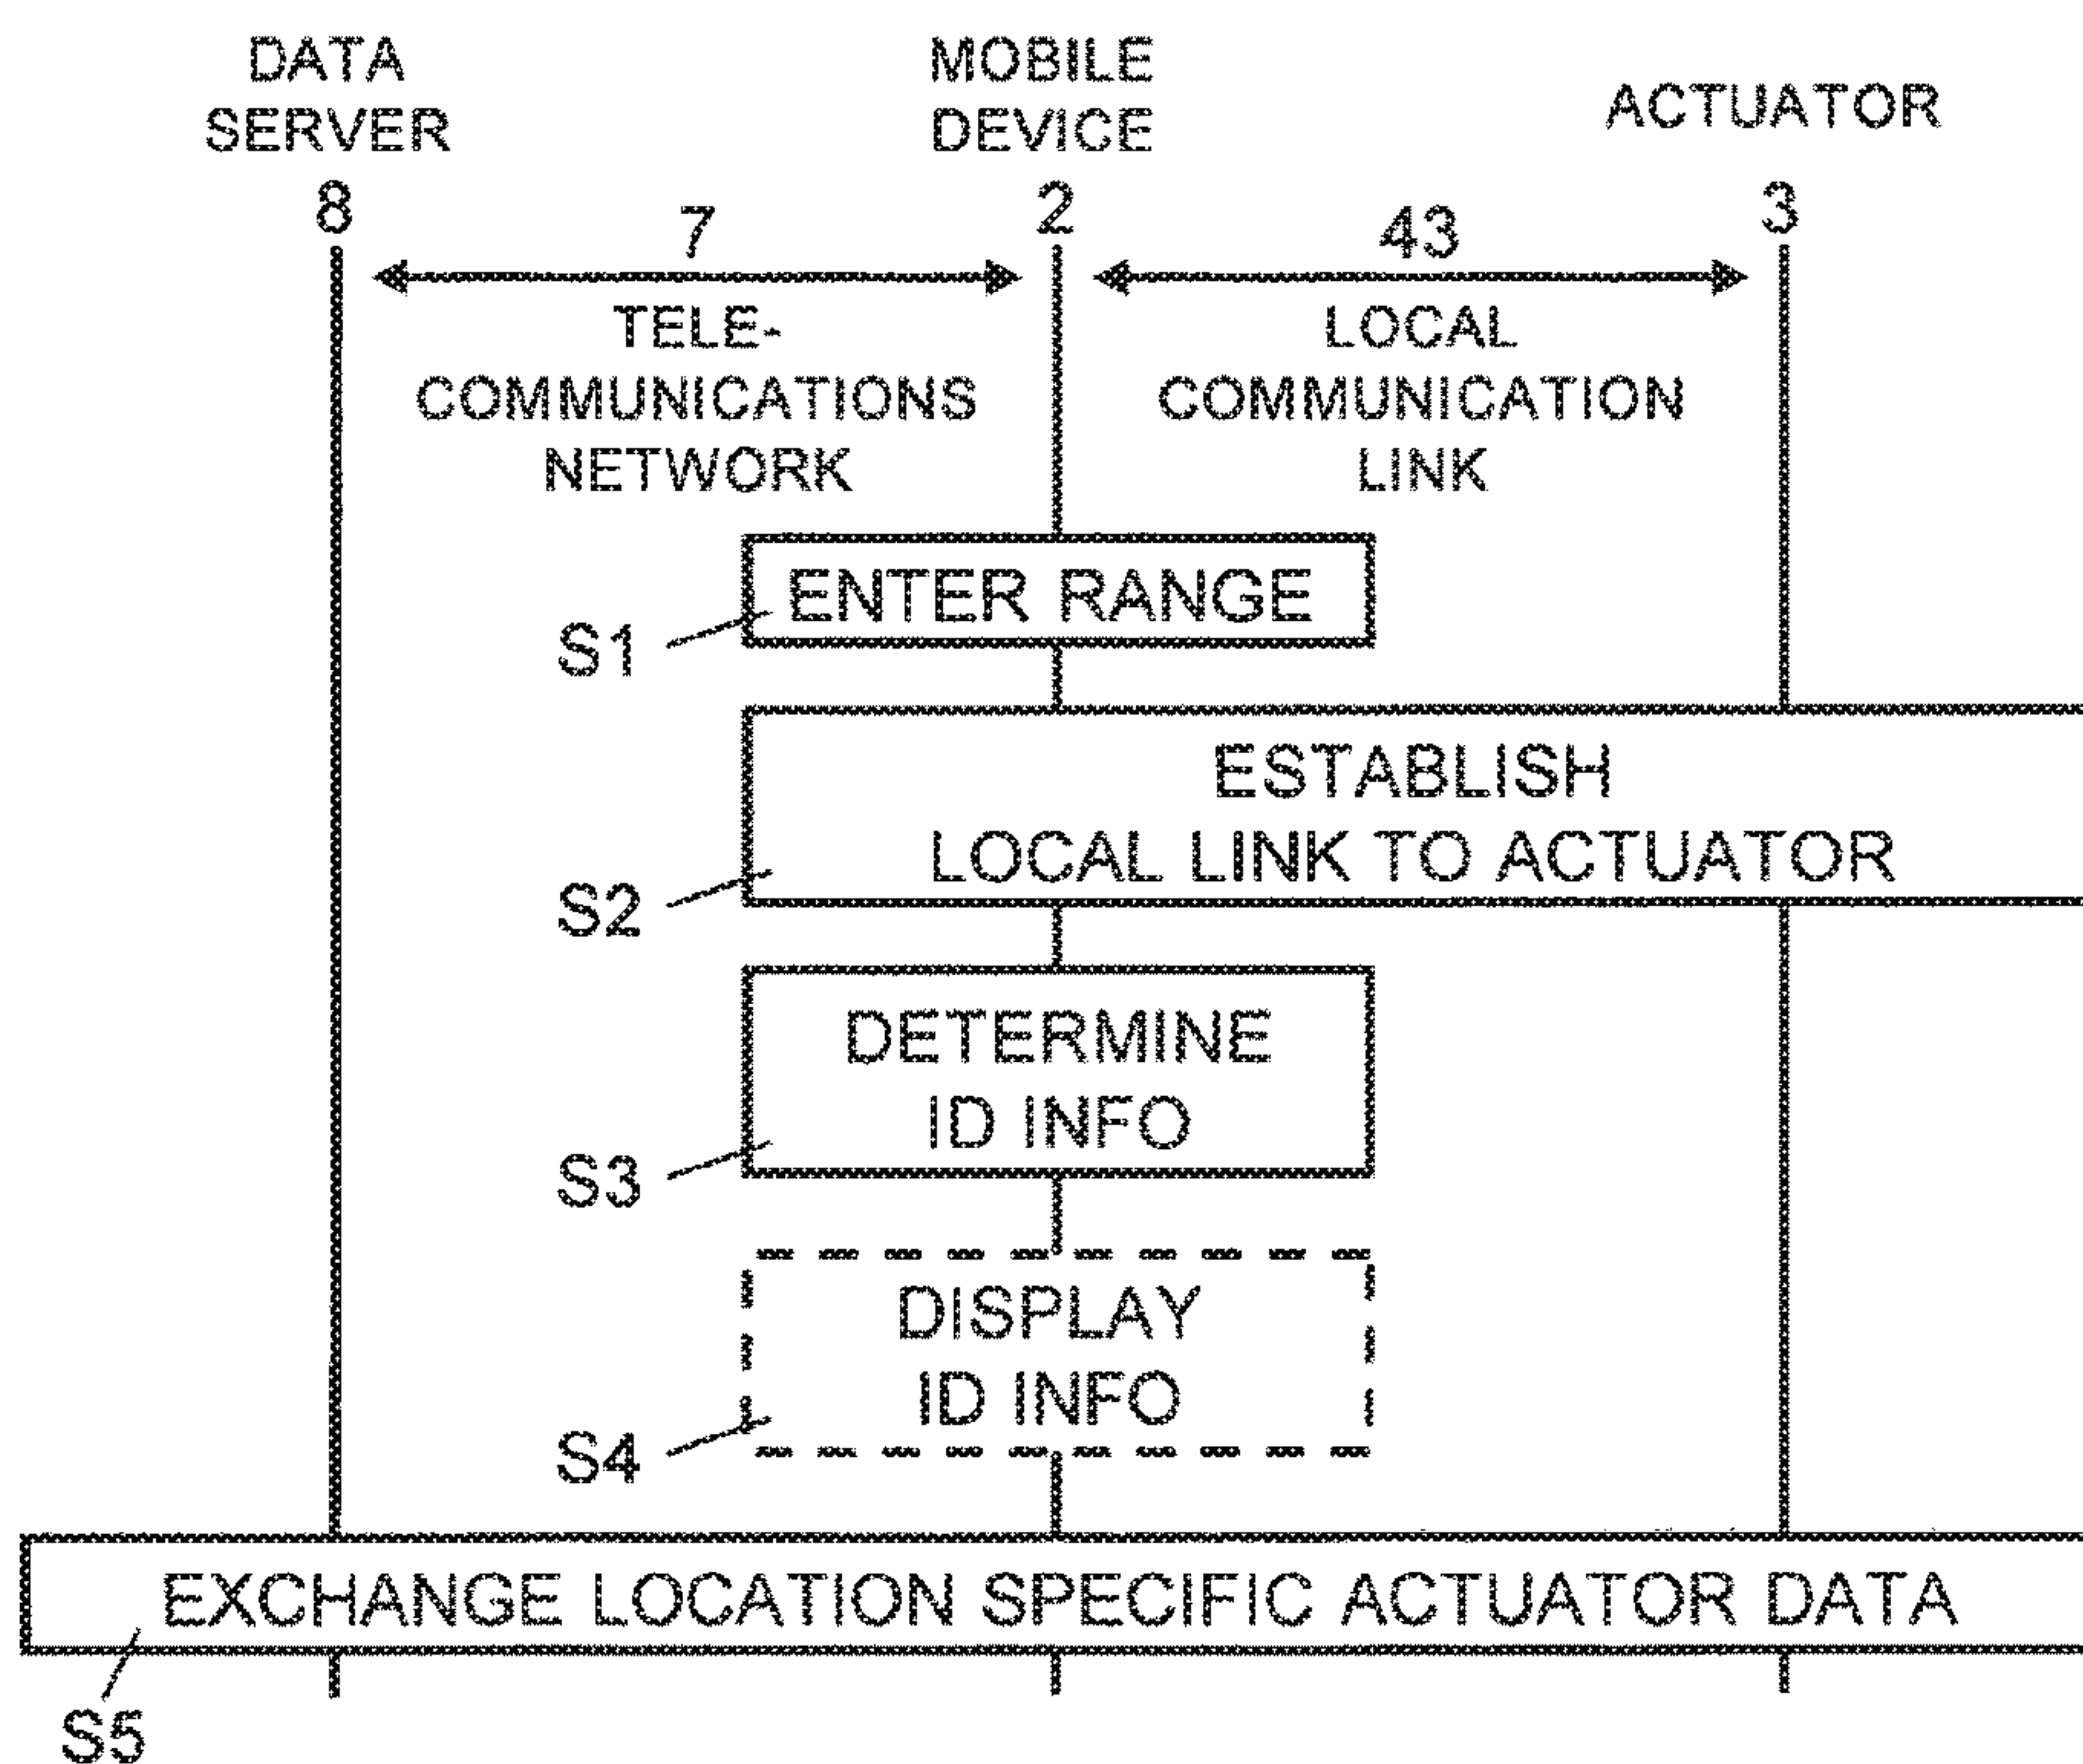 DATA
SERVER
8
MOBILE
DEVICE
2
ACTUATOR
3
7
TELE-
COMMUNICATIONS
NETWORK
43
LOCAL
COMMUNICATION
LINK
ENTER RANGE
S1
ESTABLISH
LOCAL LINK TO ACTUATOR
S2
DETERMINE
ID INFO
S3
DISPLAY
ID INFO
S4
EXCHANGE LOCATION SPECIFIC ACTUATOR DATA
S5